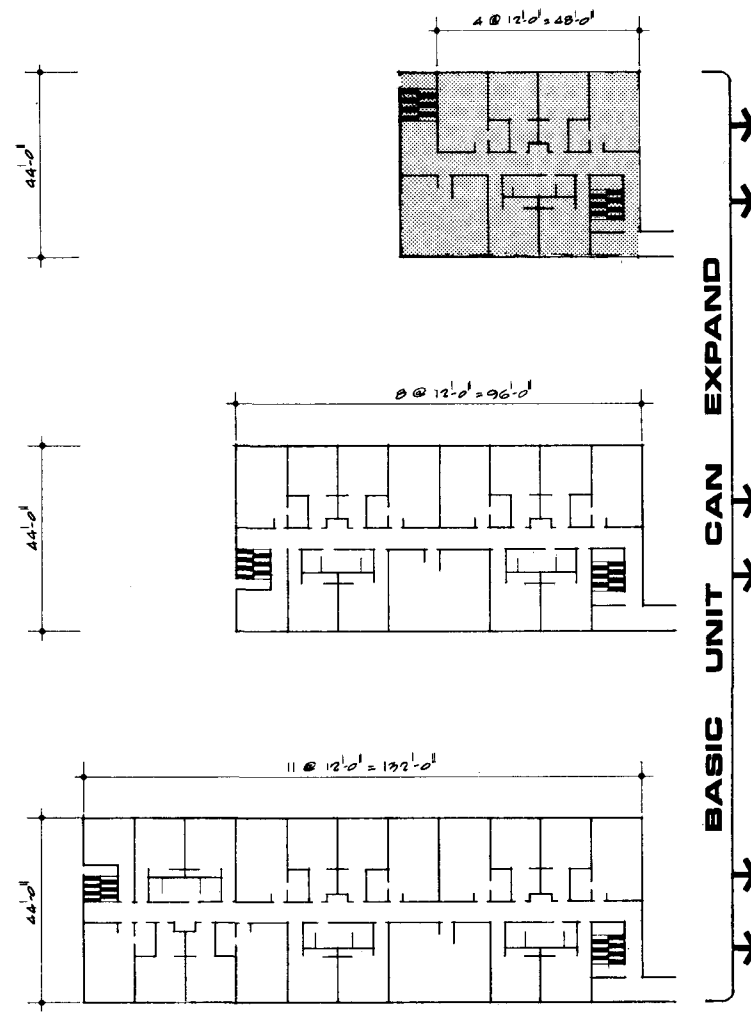 4 @ 12'-0" = 48'-0"
44'-0"
8 @ 12'-0" = 96'-0"
44'-0"
11 @ 12'-0" = 132'-0"
44'-0"
BASIC UNIT CAN EXPAND